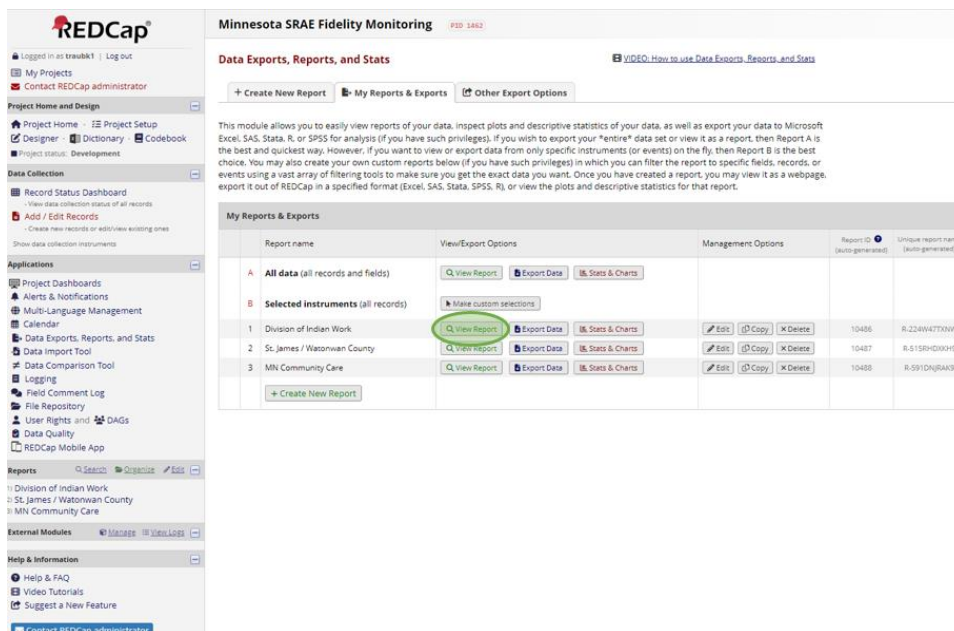 REDCap®
Logged in as traubk1 | Log out
My Projects
Contact REDCap administrator
Project Home and Design
Project Home · Project Setup
Designer · Dictionary · Codebook
Project status: Development
Data Collection
Record Status Dashboard
- View data collection status of all records
Add / Edit Records
- Create new records or edit/view existing ones
Show data collection instruments
Applications
Project Dashboards
Alerts & Notifications
Multi-Language Management
Calendar
Data Exports, Reports, and Stats
Data Import Tool
Data Comparison Tool
Logging
Field Comment Log
File Repository
User Rights and DAGs
Data Quality
REDCap Mobile App
Reports Search Organize Edit
1) Division of Indian Work
2) St. James / Watonwan County
3) MN Community Care
External Modules Manage View Logs
Help & Information
Help & FAQ
Video Tutorials
Suggest a New Feature
Contact REDCap administrator
Minnesota SRAE Fidelity Monitoring PID 1462
Data Exports, Reports, and Stats
VIDEO: How to use Data Exports, Reports, and Stats
+ Create New Report My Reports & Exports Other Export Options
This module allows you to easily view reports of your data, inspect plots and descriptive statistics of your data, as well as export your data to Microsoft
Excel, SAS, Stata, R, or SPSS for analysis (if you have such privileges). If you wish to export your *entire* data set or view it as a report, then Report A is
the best and quickest way. However, if you want to view or export data from only specific instruments (or events) on the fly, then Report B is the best
choice. You may also create your own custom reports below (if you have such privileges) in which you can filter the report to specific fields, records, or
events using a vast array of filtering tools to make sure you get the exact data you want. Once you have created a report, you may view it as a webpage,
export it out of REDCap in a specified format (Excel, SAS, Stata, SPSS, R), or view the plots and descriptive statistics for that report.
My Reports & Exports
Report name View/Export Options Management Options Report ID (auto-generated) Unique report nam (auto-generated)
A All data (all records and fields) View Report Export Data Stats & Charts
B Selected instruments (all records) Make custom selections
1 Division of Indian Work View Report Export Data Stats & Charts Edit Copy Delete 10486 R-224W47TXNW
2 St. James / Watonwan County View Report Export Data Stats & Charts Edit Copy Delete 10487
3 MN Community Care View Report Export Data Stats & Charts Edit Copy Delete 10488
+ Create New Report